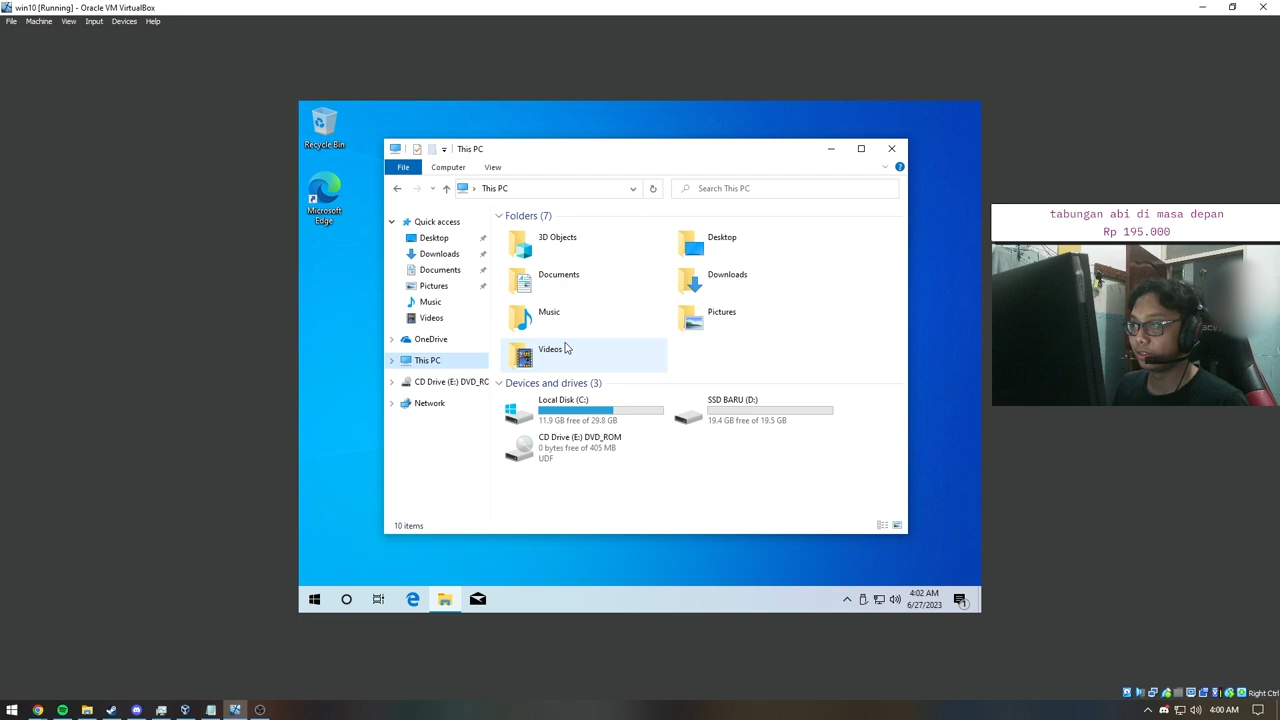 win10 [Running] - Oracle VM VirtualBox
File Machine View Input Devices Help
tabungan abi di masa depan
Rp 195.000
Recycle Bin
Microsoft Edge
This PC
File Computer View
This PC
Search This PC
Quick access
Desktop
Downloads
Documents
Pictures
Music
Videos
OneDrive
This PC
CD Drive (E:) DVD_RC
Network
Folders (7)
3D Objects
Desktop
Documents
Downloads
Music
Pictures
Videos
Devices and drives (3)
Local Disk (C:)
11.9 GB free of 29.8 GB
SSD BARU (D:)
19.4 GB free of 19.5 GB
CD Drive (E:) DVD_ROM
0 bytes free of 405 MB
UDF
10 items
4:02 AM
6/27/2023
1
Right Ctrl
4:00 AM